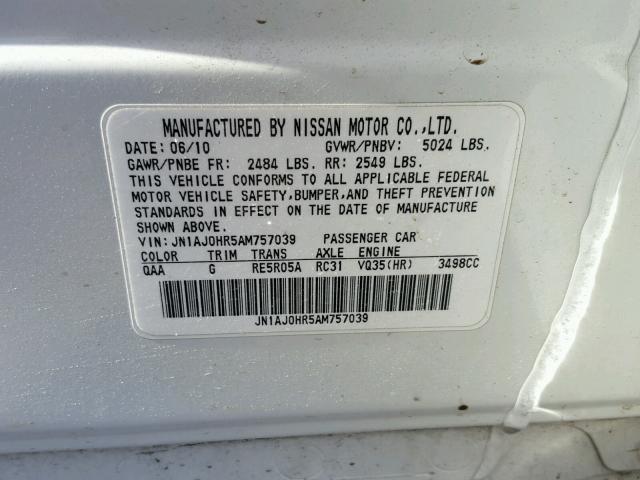 MANUFACTURED BY NISSAN MOTOR CO.,LTD.
DATE: 06/10 GVWR/PNBV: 5024 LBS.
GAWR/PNBE FR: 2484 LBS. RR: 2549 LBS.
THIS VEHICLE CONFORMS TO ALL APPLICABLE FEDERAL
MOTOR VEHICLE SAFETY,BUMPER,AND THEFT PREVENTION
STANDARDS IN EFFECT ON THE DATE OF MANUFACTURE
SHOWN ABOVE.
VIN: JN1AJ0HR5AM757039 PASSENGER CAR
COLOR TRIM TRANS AXLE ENGINE
QAA G RE5R05A RC31 VQ35(HR) 3498CC
JN1AJ0HR5AM757039